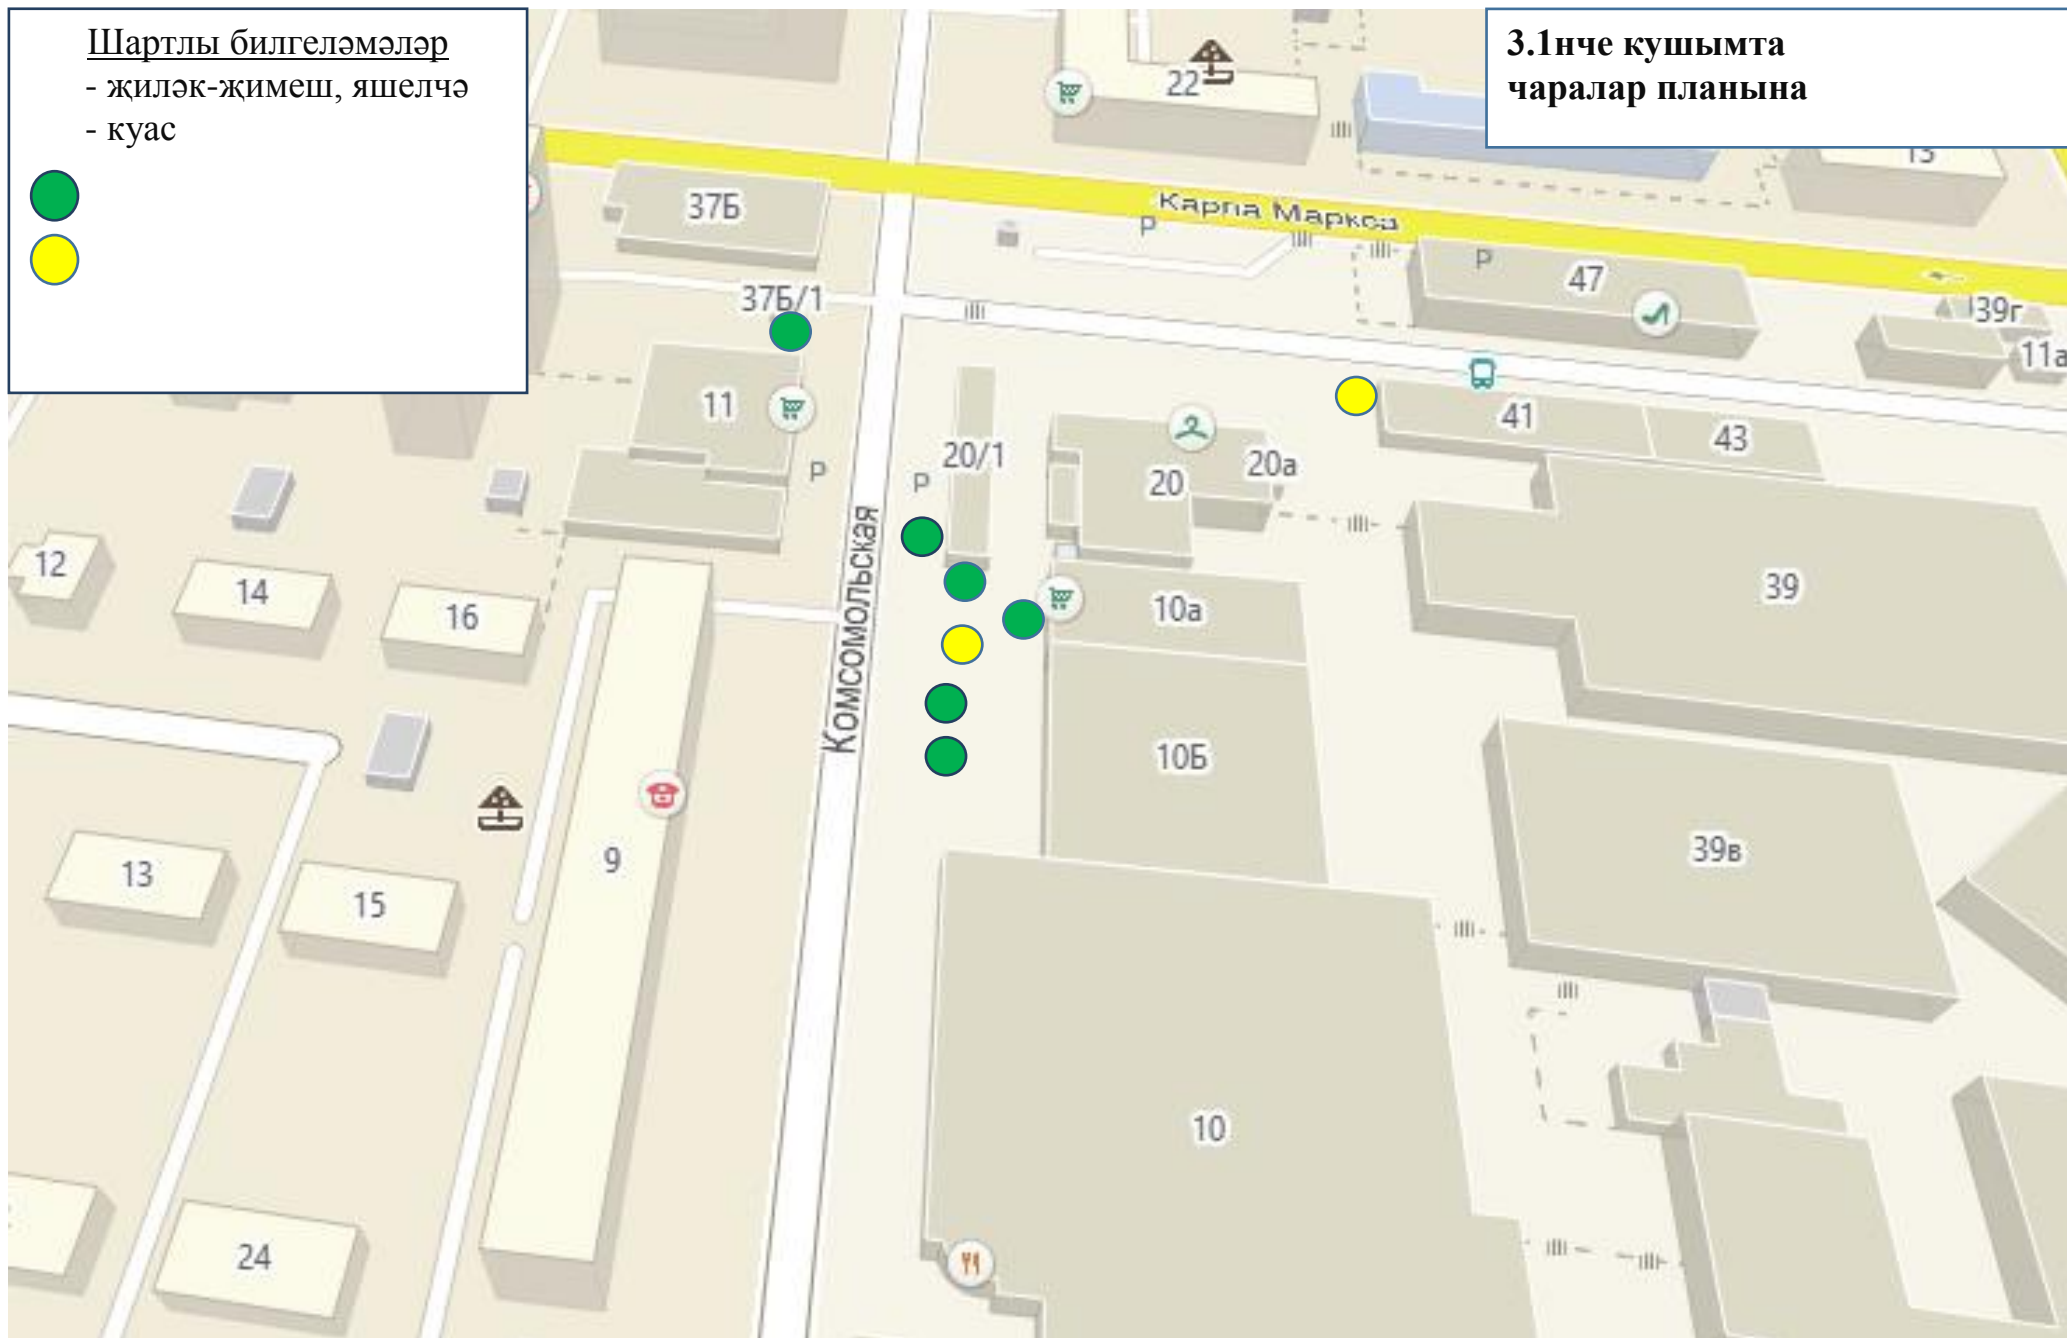 Шартлы билгеләмәләр
- җиләк-җимеш, яшелчә
- куас
3.1нче кушымта
чаралар планына
22
13
37Б
Карла Маркса
P
P
47
37Б/1
39г
11а
11
41
43
20/1
20а
20
P
P
Комсомольская
12
14
16
10а
39
10Б
13
15
9
39в
10
24